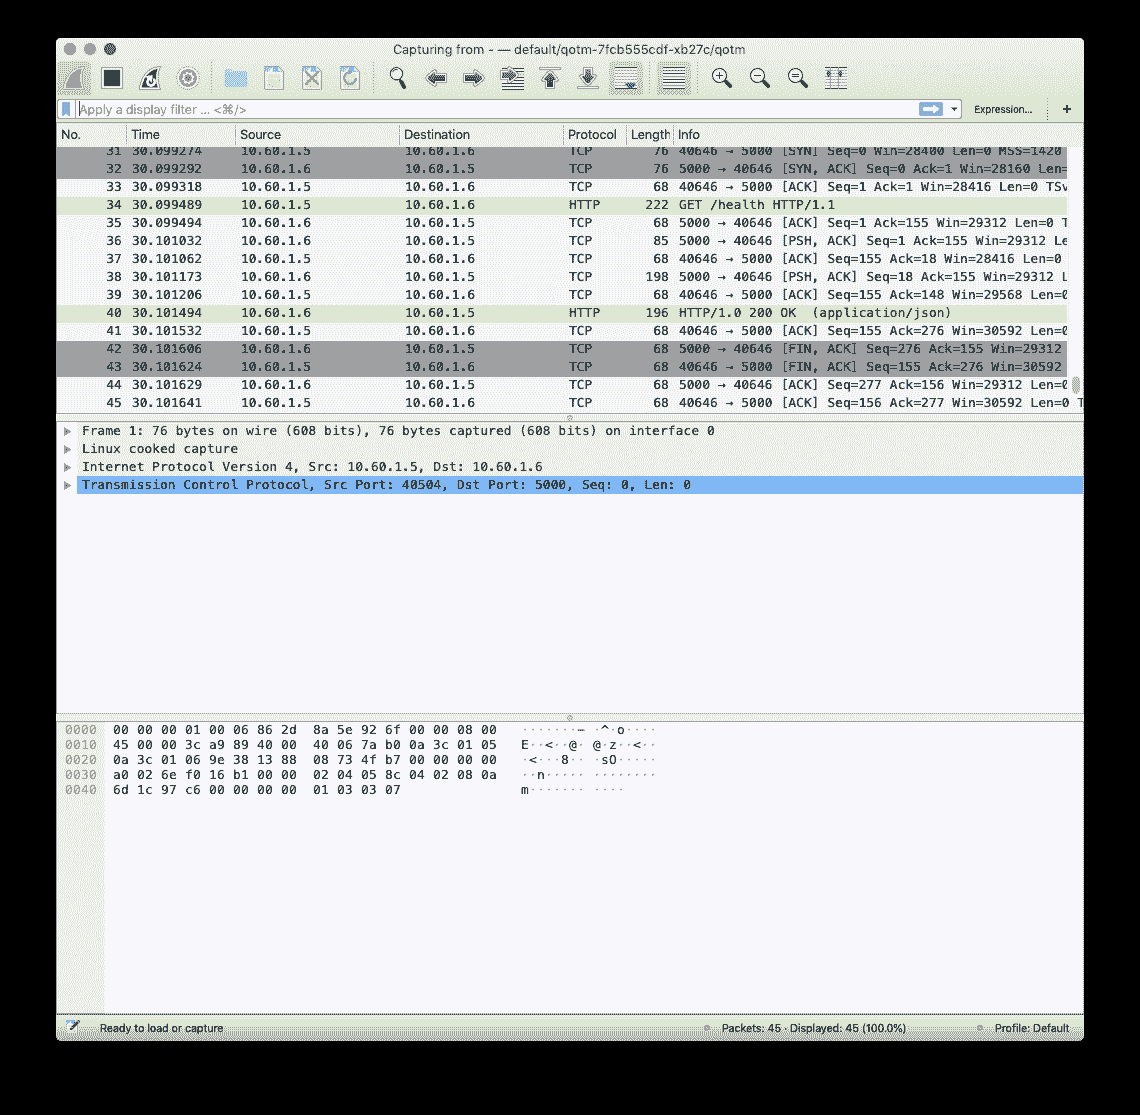 Capturing from - — default/qotm-7fcb555cdf-xb27c/qotm
Apply a display filter ... <⌘/>
Expression...
+
No. Time Source Destination Protocol Length Info
31 30.099274 10.60.1.5 10.60.1.6 TCP 76 40646 → 5000 [SYN] Seq=0 Win=28400 Len=0 MSS=1420
32 30.099292 10.60.1.6 10.60.1.5 TCP 76 5000 → 40646 [SYN, ACK] Seq=0 Ack=1 Win=28160 Len=
33 30.099318 10.60.1.5 10.60.1.6 TCP 68 40646 → 5000 [ACK] Seq=1 Ack=1 Win=28416 Len=0 TSv
34 30.099489 10.60.1.5 10.60.1.6 HTTP 222 GET /health HTTP/1.1
35 30.099494 10.60.1.6 10.60.1.5 TCP 68 5000 → 40646 [ACK] Seq=1 Ack=155 Win=29312 Len=0 T
36 30.101032 10.60.1.6 10.60.1.5 TCP 85 5000 → 40646 [PSH, ACK] Seq=1 Ack=155 Win=29312 Le
37 30.101062 10.60.1.5 10.60.1.6 TCP 68 40646 → 5000 [ACK] Seq=155 Ack=18 Win=28416 Len=0
38 30.101173 10.60.1.6 10.60.1.5 TCP 198 5000 → 40646 [PSH, ACK] Seq=18 Ack=155 Win=29312 L
39 30.101206 10.60.1.5 10.60.1.6 TCP 68 40646 → 5000 [ACK] Seq=155 Ack=148 Win=29568 Len=0
40 30.101494 10.60.1.6 10.60.1.5 HTTP 196 HTTP/1.0 200 OK (application/json)
41 30.101532 10.60.1.5 10.60.1.6 TCP 68 40646 → 5000 [ACK] Seq=155 Ack=276 Win=30592 Len=0
42 30.101606 10.60.1.6 10.60.1.5 TCP 68 5000 → 40646 [FIN, ACK] Seq=276 Ack=155 Win=29312
43 30.101624 10.60.1.5 10.60.1.6 TCP 68 40646 → 5000 [FIN, ACK] Seq=155 Ack=276 Win=30592
44 30.101629 10.60.1.6 10.60.1.5 TCP 68 5000 → 40646 [ACK] Seq=277 Ack=156 Win=29312 Len=0
45 30.101641 10.60.1.5 10.60.1.6 TCP 68 40646 → 5000 [ACK] Seq=156 Ack=277 Win=30592 Len=0 T
Frame 1: 76 bytes on wire (608 bits), 76 bytes captured (608 bits) on interface 0
Linux cooked capture
Internet Protocol Version 4, Src: 10.60.1.5, Dst: 10.60.1.6
Transmission Control Protocol, Src Port: 40504, Dst Port: 5000, Seq: 0, Len: 0
0000 00 00 00 01 00 06 86 2d 8a 5e 92 6f 00 00 08 00 ·······- ·^·o····
0010 45 00 00 3c a9 89 40 00 40 06 7a b0 0a 3c 01 05 E··<··@· @·z··<··
0020 0a 3c 01 06 9e 38 13 88 08 73 4f b7 00 00 00 00 ·<···8·· ·sO·····
0030 a0 02 6e f0 16 b1 00 00 02 04 05 8c 04 02 08 0a ··n····· ········
0040 6d 1c 97 c6 00 00 00 00 01 03 03 07 m······· ····
Ready to load or capture
Packets: 45 · Displayed: 45 (100.0%)
Profile: Default